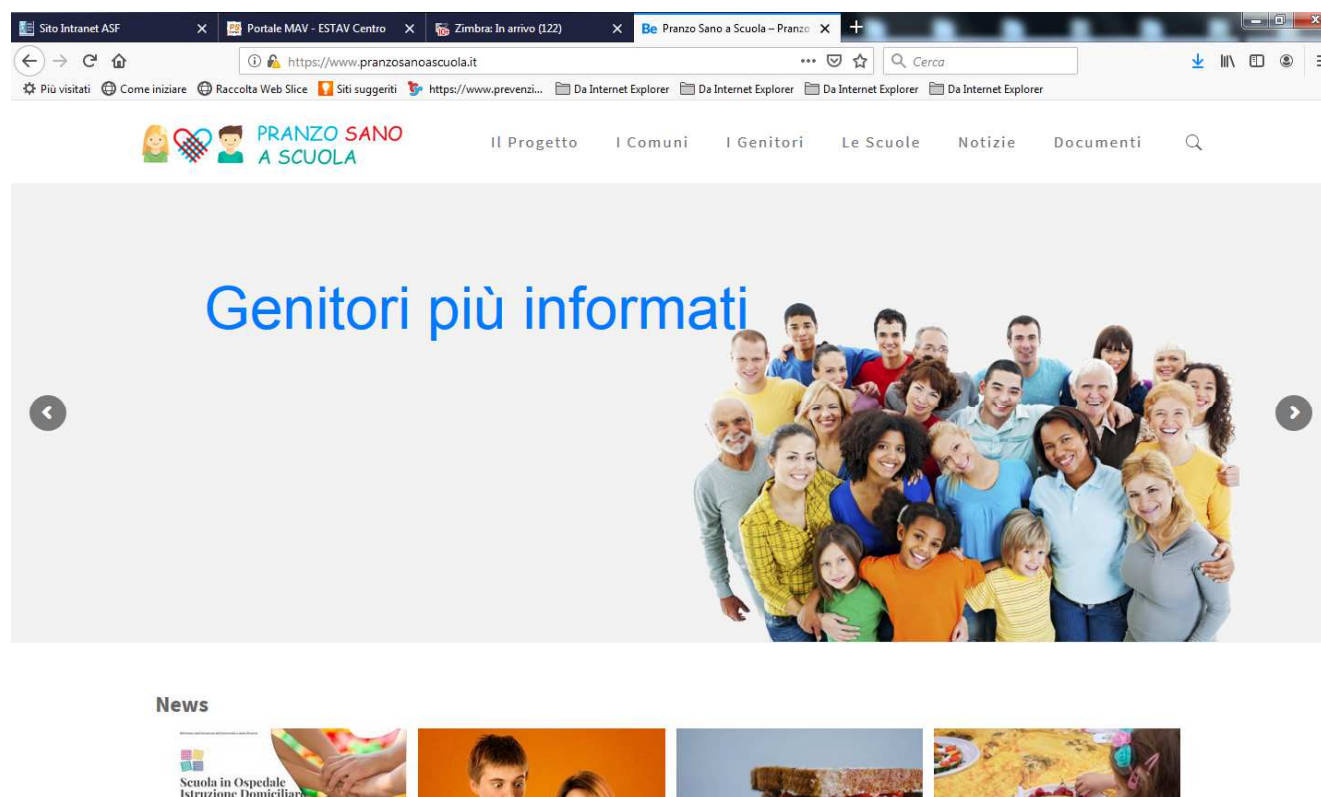 Sito Intranet ASF
Portale MAV - ESTAV Centro
Zimbra: In arrivo (122)
Be Pranzo Sano a Scuola – Pranzo
https://www.pranzosanoascuola.it
Cerca
Più visitati
Come iniziare
Raccolta Web Slice
Siti suggeriti
https://www.prevenzi...
Da Internet Explorer
Da Internet Explorer
Da Internet Explorer
Da Internet Explorer
PRANZO SANO
A SCUOLA
Il Progetto
I Comuni
I Genitori
Le Scuole
Notizie
Documenti
Genitori più informati
News
Scuola in Ospedale
Istruzione Domiciliare